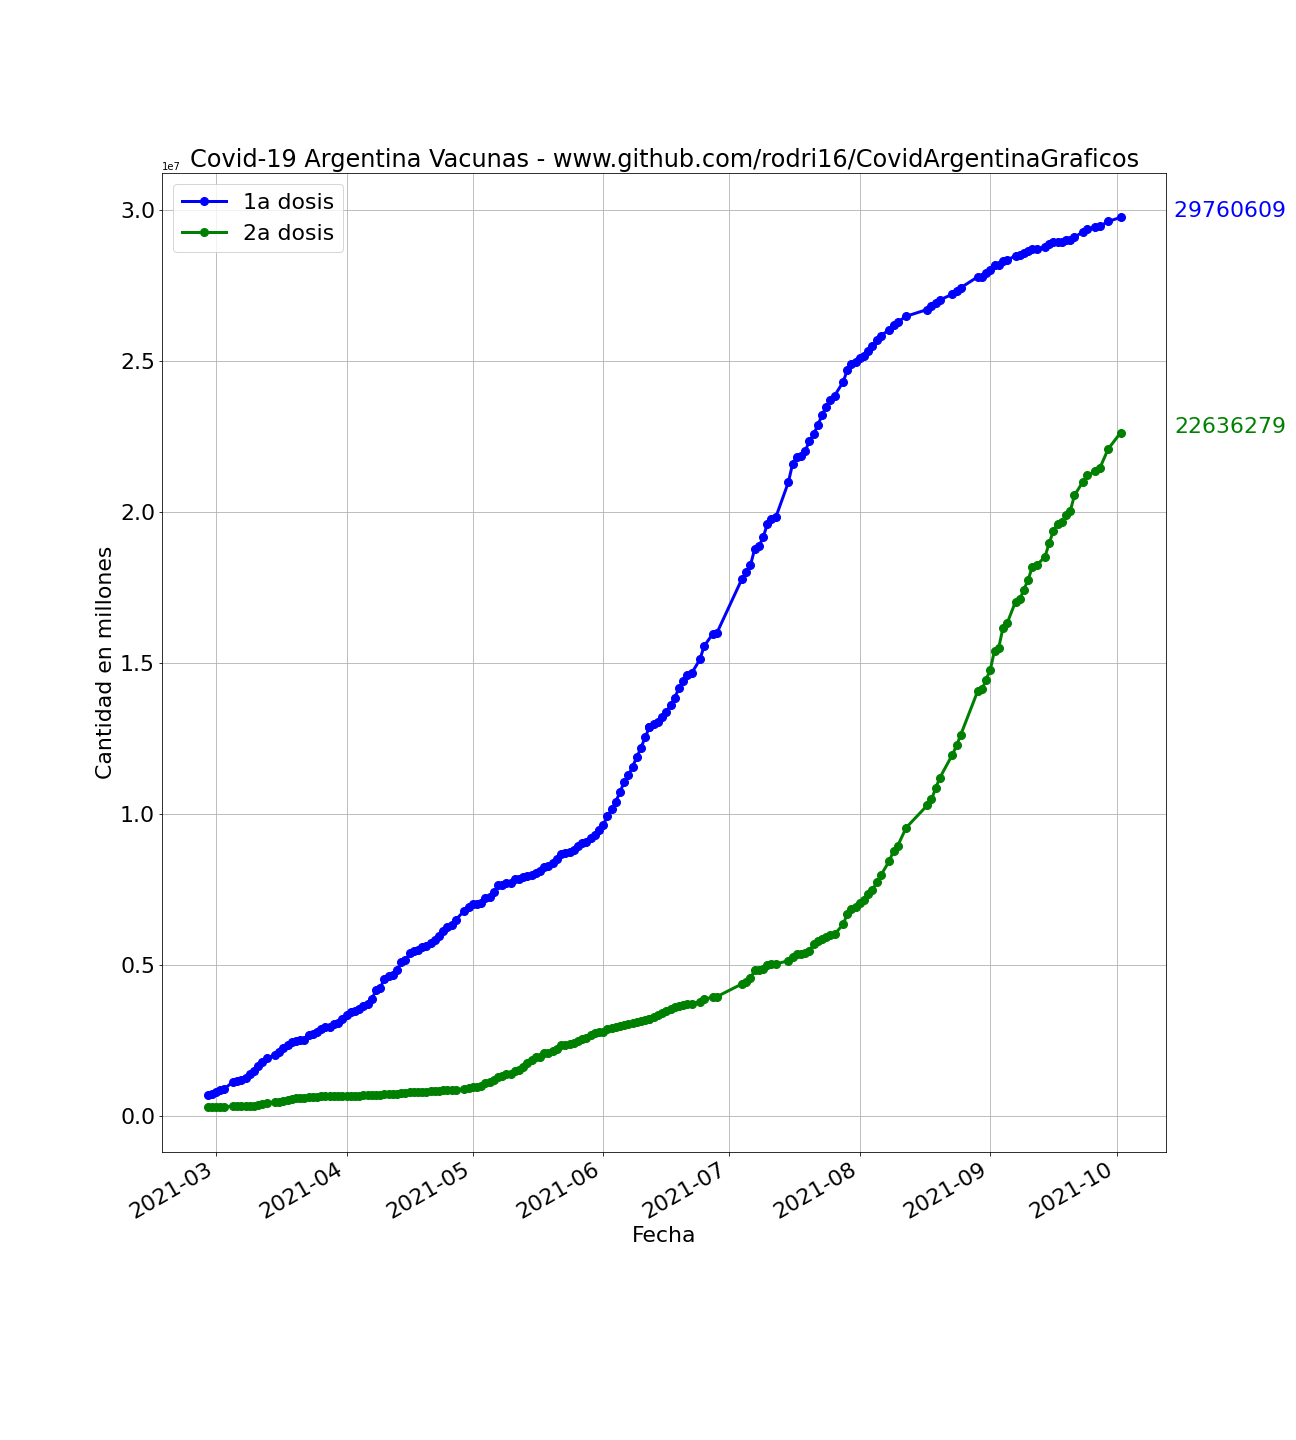 Covid-19 Argentina Vacunas - www.github.com/rodri16/CovidArgentinaGraficos
1e7
1a dosis
2a dosis
29760609
22636279
3.0
2.5
2.0
1.5
1.0
0.5
0.0
Cantidad en millones
2021-03
2021-04
2021-05
2021-06
2021-07
2021-08
2021-09
2021-10
Fecha